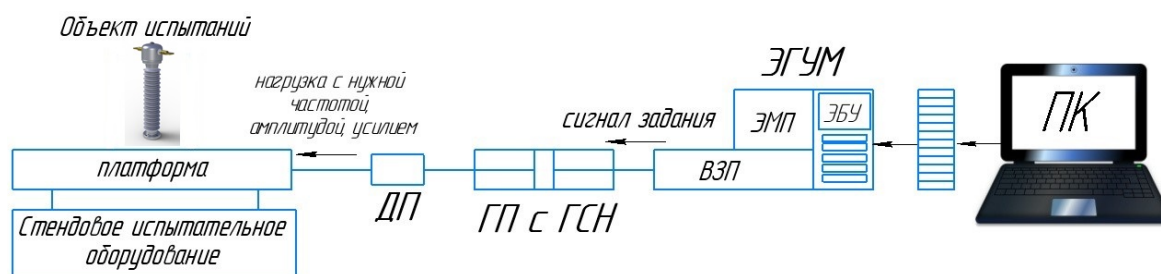 Объект испытаний
нагрузка с нужной
частотой,
амплитудой, усилием
платформа
Стендовое испытательное
оборудование
ДП
ГП с ГСН
сигнал задания
ЭГУМ
ЭМП
ЭБУ
ВЗП
ПК